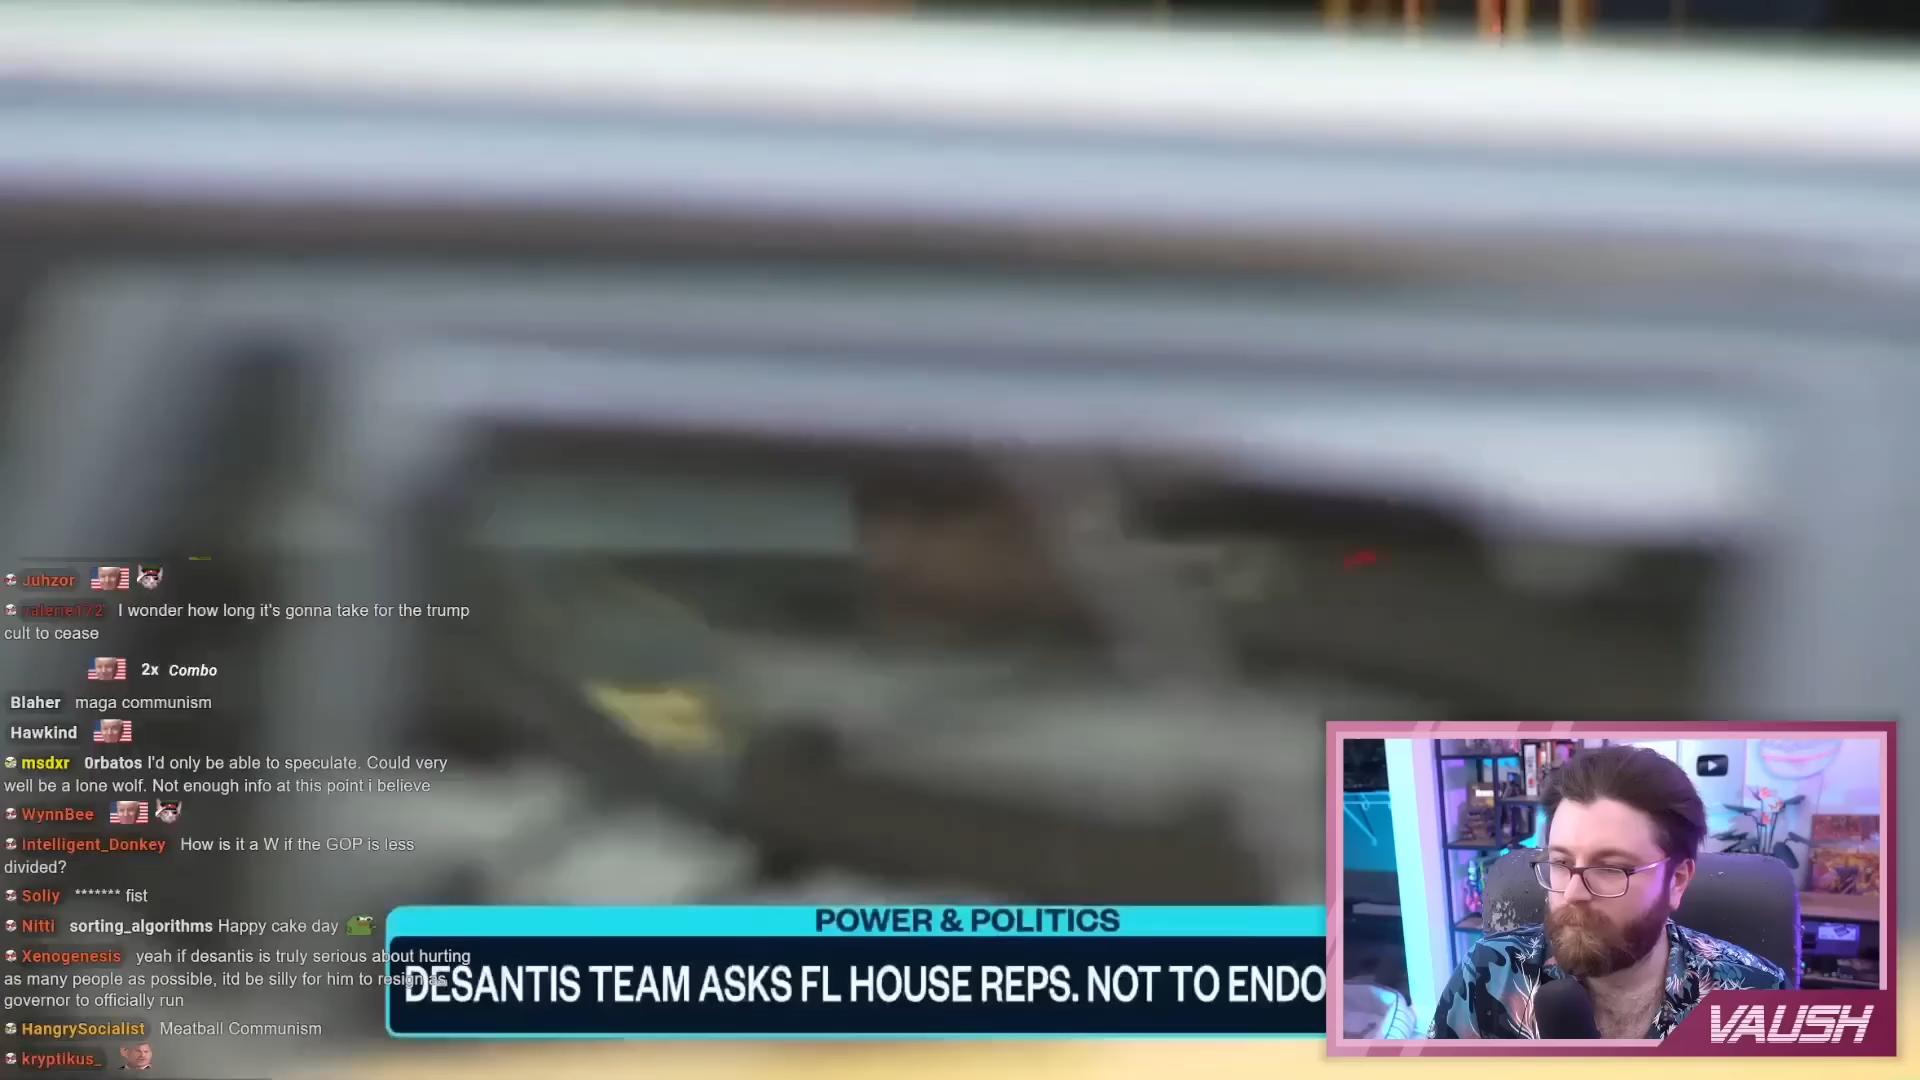 Juhzor
valerie172 I wonder how long it's gonna take for the trump
cult to cease
2x Combo
Blaher maga communism
Hawkind
msdxr 0rbatos I'd only be able to speculate. Could very
well be a lone wolf. Not enough info at this point i believe
WynnBee
Intelligent_Donkey How is it a W if the GOP is less
divided?
Solly ******* fist
Nitti sorting_algorithms Happy cake day
Xenogenesis yeah if desantis is truly serious about hurting
as many people as possible, itd be silly for him to resign as
governor to officially run
HangrySocialist Meatball Communism
kryptikus_
POWER & POLITICS
DESANTIS TEAM ASKS FL HOUSE REPS. NOT TO ENDO
VAUSH